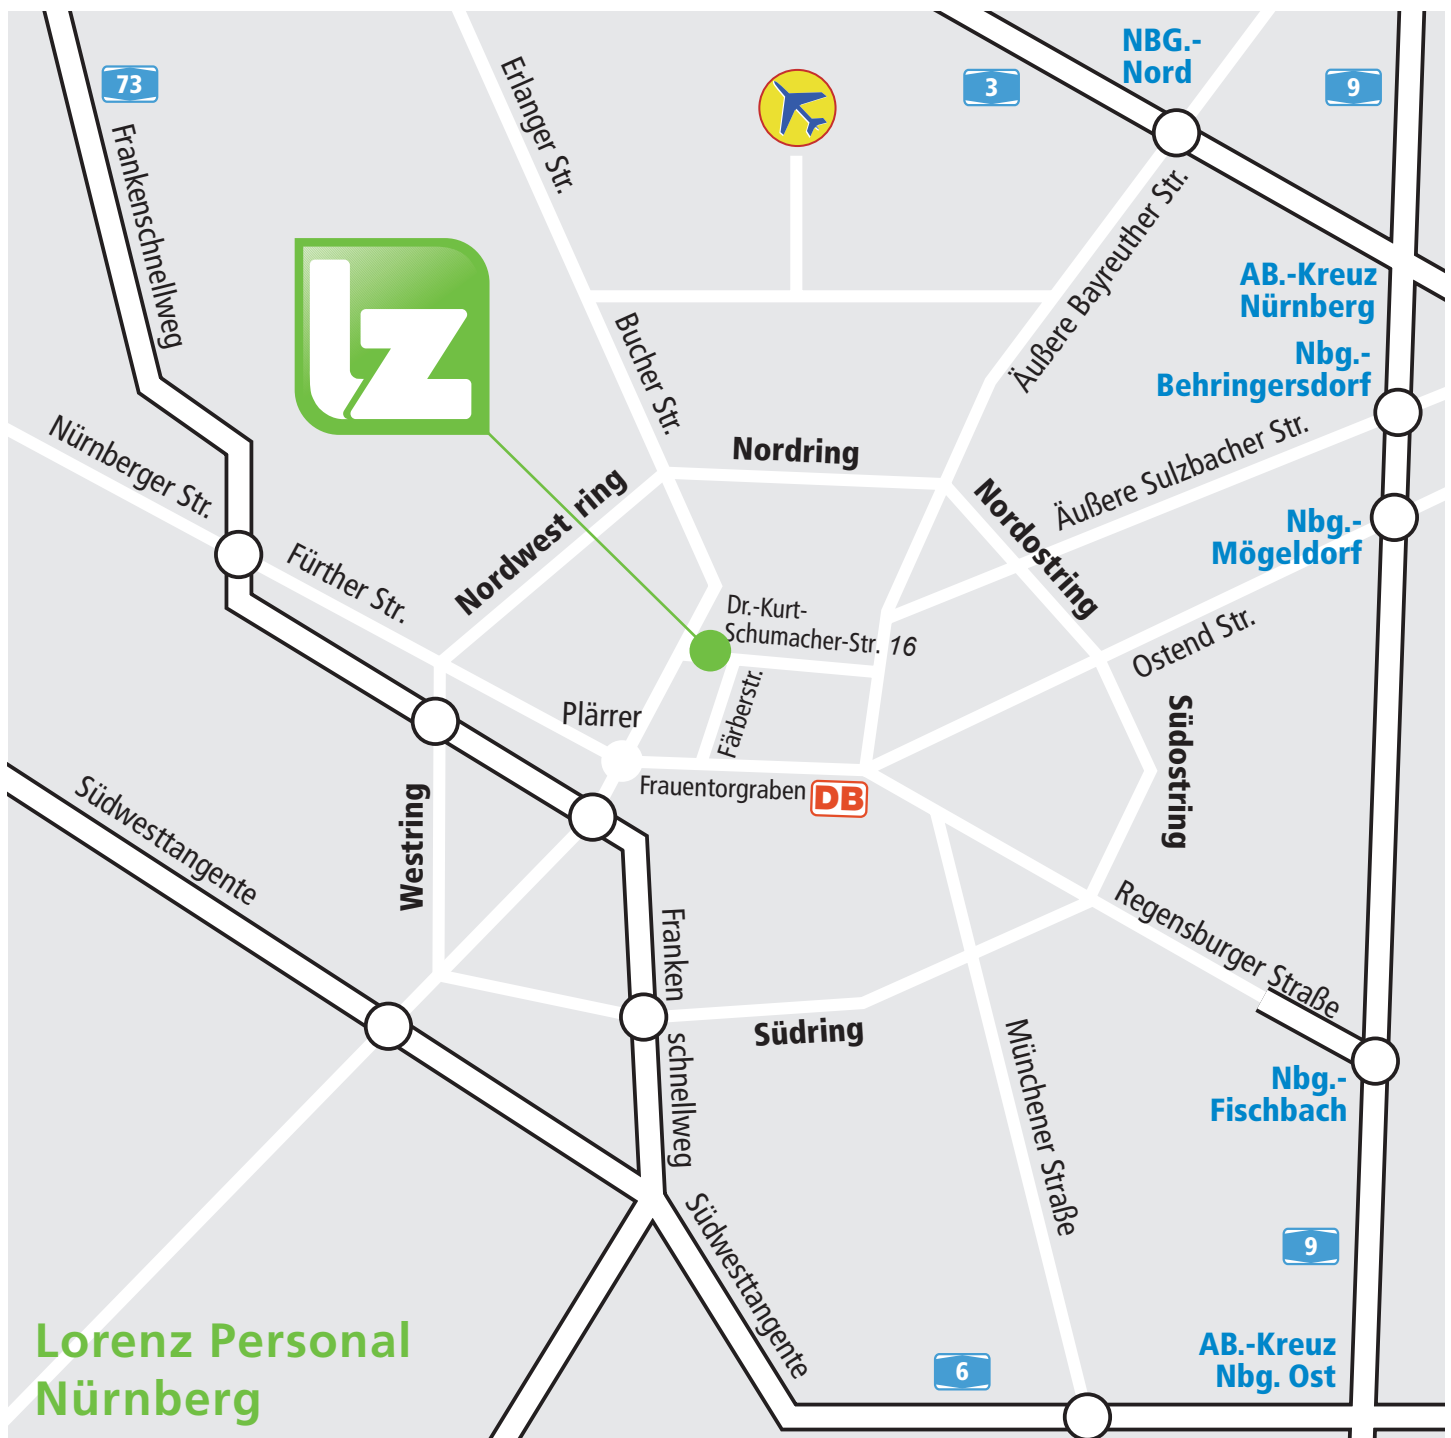 73
Frankenschnellweg
Erlanger Str.
3
NBG.-
Nord
9
Äußere Bayreuther Str.
AB.-Kreuz
Nürnberg
Nbg.-
Behringersdorf
lz
Bucher Str.
Nürnberger Str.
Nordring
Nordwest ring
Nordostring
Äußere Sulzbacher Str.
Nbg.-
Mögeldorf
Fürther Str.
Dr.-Kurt-
Schumacher-Str. 16
Ostend Str.
Plärrer
Färberstr.
Frauentorgraben
DB
Südostring
Westring
Südwesttangente
Regensburger Straße
Franken
schnellweg
Südring
Münchener Straße
Nbg.-
Fischbach
Südwesttangente
9
AB.-Kreuz
Nbg. Ost
6
Lorenz Personal
Nürnberg